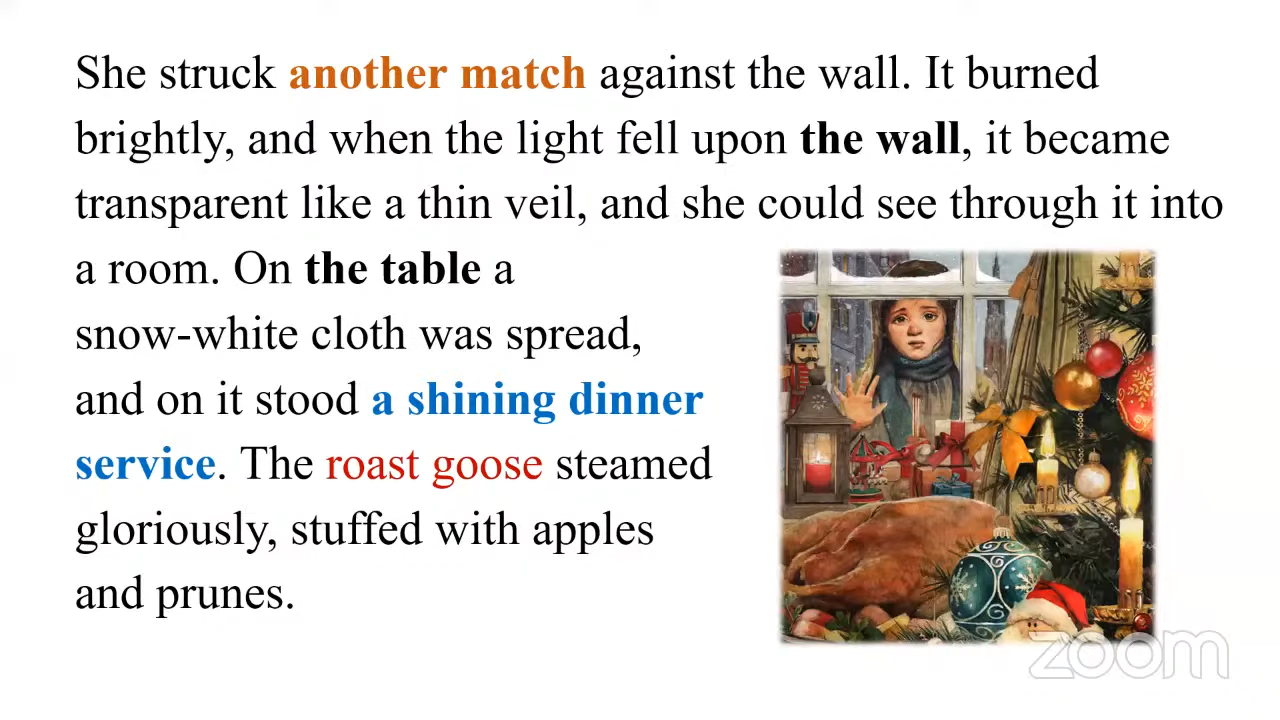 She struck another match against the wall. It burned
brightly, and when the light fell upon the wall, it became
transparent like a thin veil, and she could see through it into
a room. On the table a
snow-white cloth was spread,
and on it stood a shining dinner
service. The roast goose steamed
gloriously, stuffed with apples
and prunes.
zoom